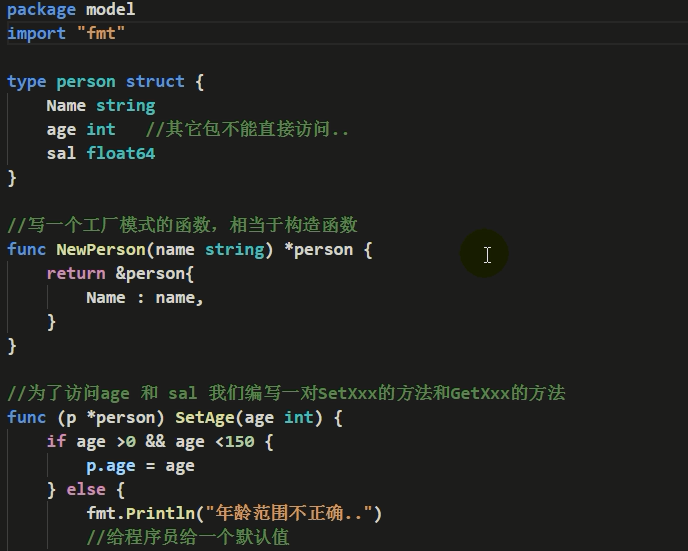 package model
import "fmt"
type person struct {
Name string
age int //其它包不能直接访问..
sal float64
}
//写一个工厂模式的函数，相当于构造函数
func NewPerson(name string) *person {
return &person{
Name : name,
}
}
//为了访问age 和 sal 我们编写一对SetXxx的方法和GetXxx的方法
func (p *person) SetAge(age int) {
if age >0 && age <150 {
p.age = age
} else {
fmt.Println("年龄范围不正确..")
//给程序员给一个默认值